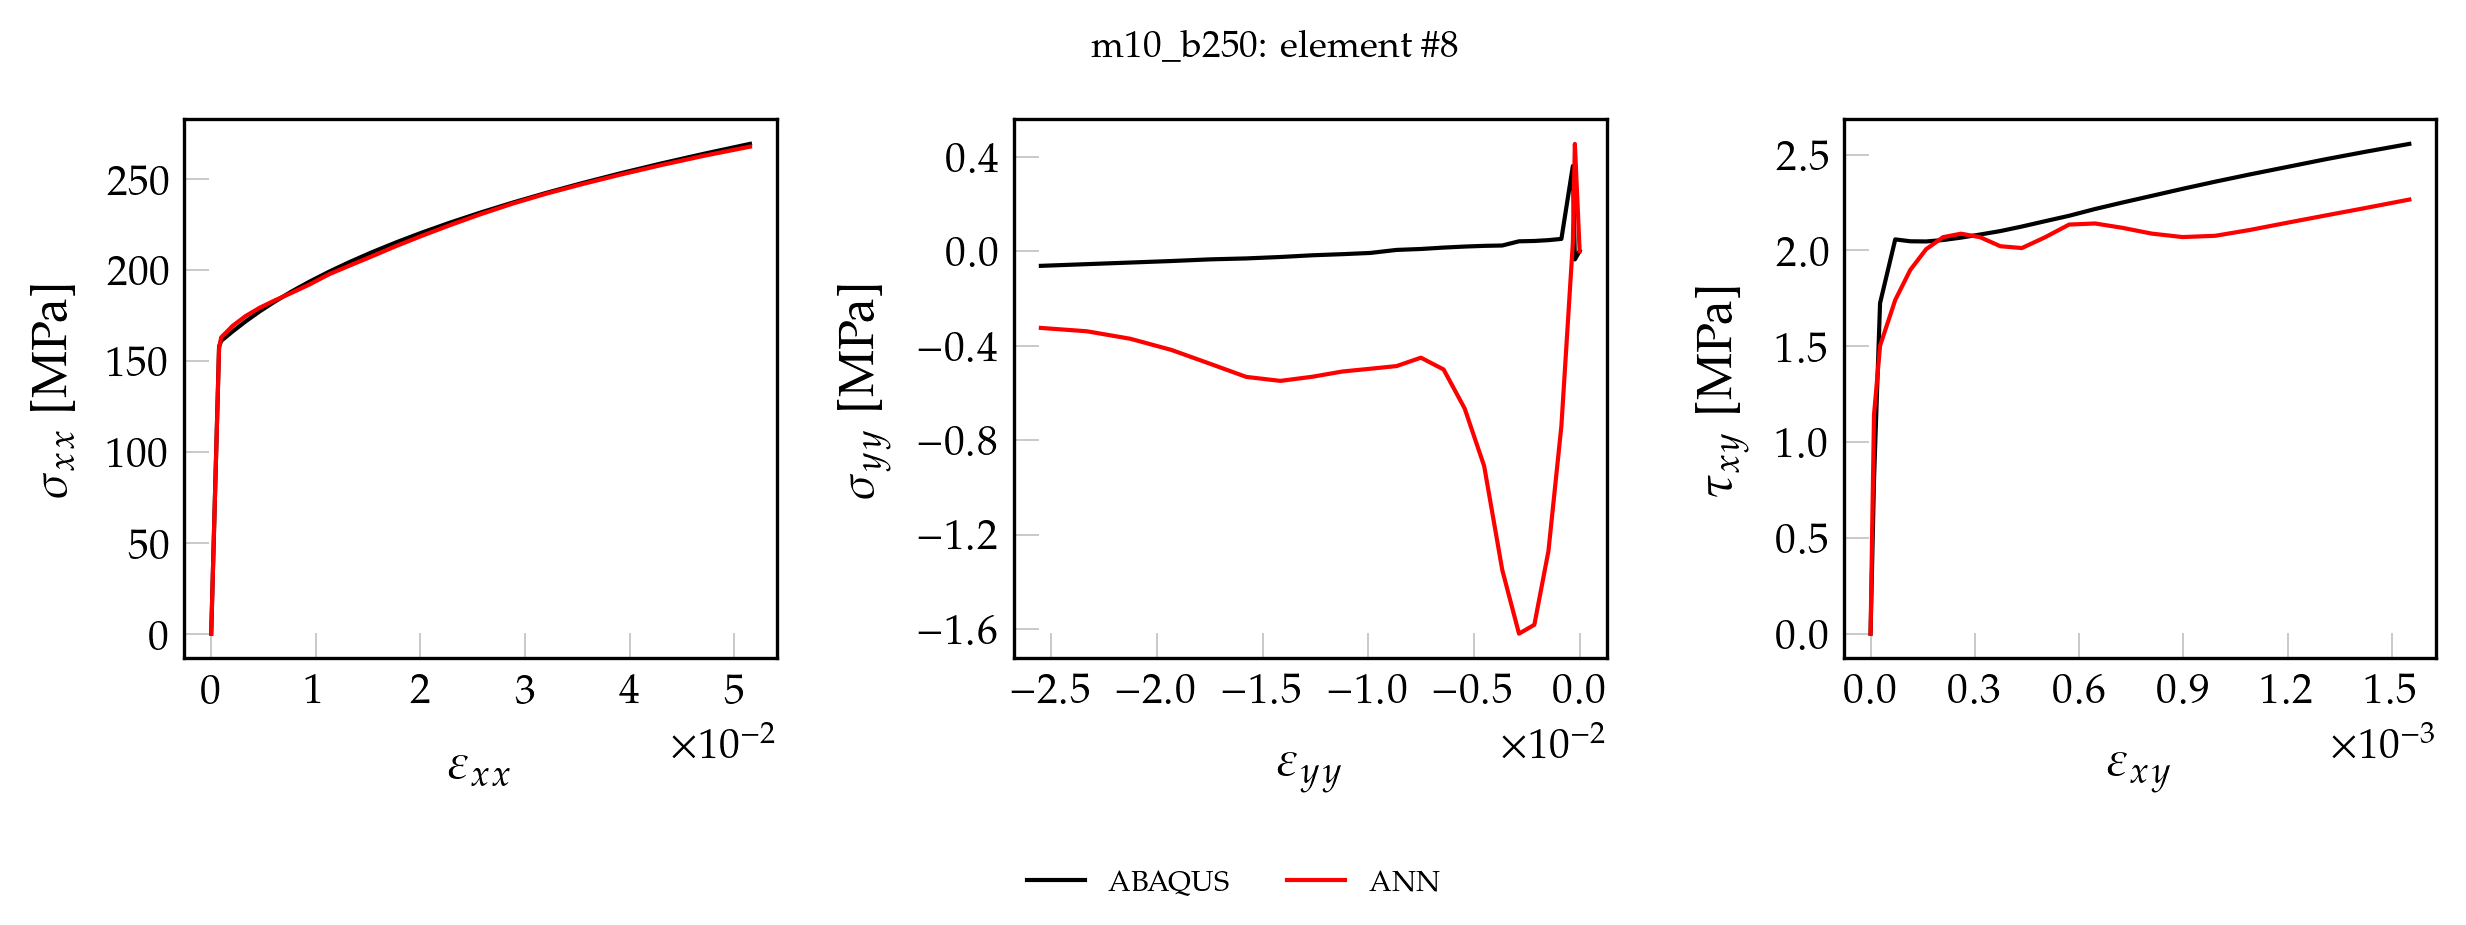 m10_b250: element #8
σxx [MPa]
250
200
150
100
50
0
0 1 2 3 4 5
×10−2
εxx
σyy [MPa]
0.4
0.0
−0.4
−0.8
−1.2
−1.6
−2.5 −2.0 −1.5 −1.0 −0.5 0.0
×10−2
εyy
τxy [MPa]
2.5
2.0
1.5
1.0
0.5
0.0
0.0 0.3 0.6 0.9 1.2 1.5
×10−3
εxy
ABAQUS ANN